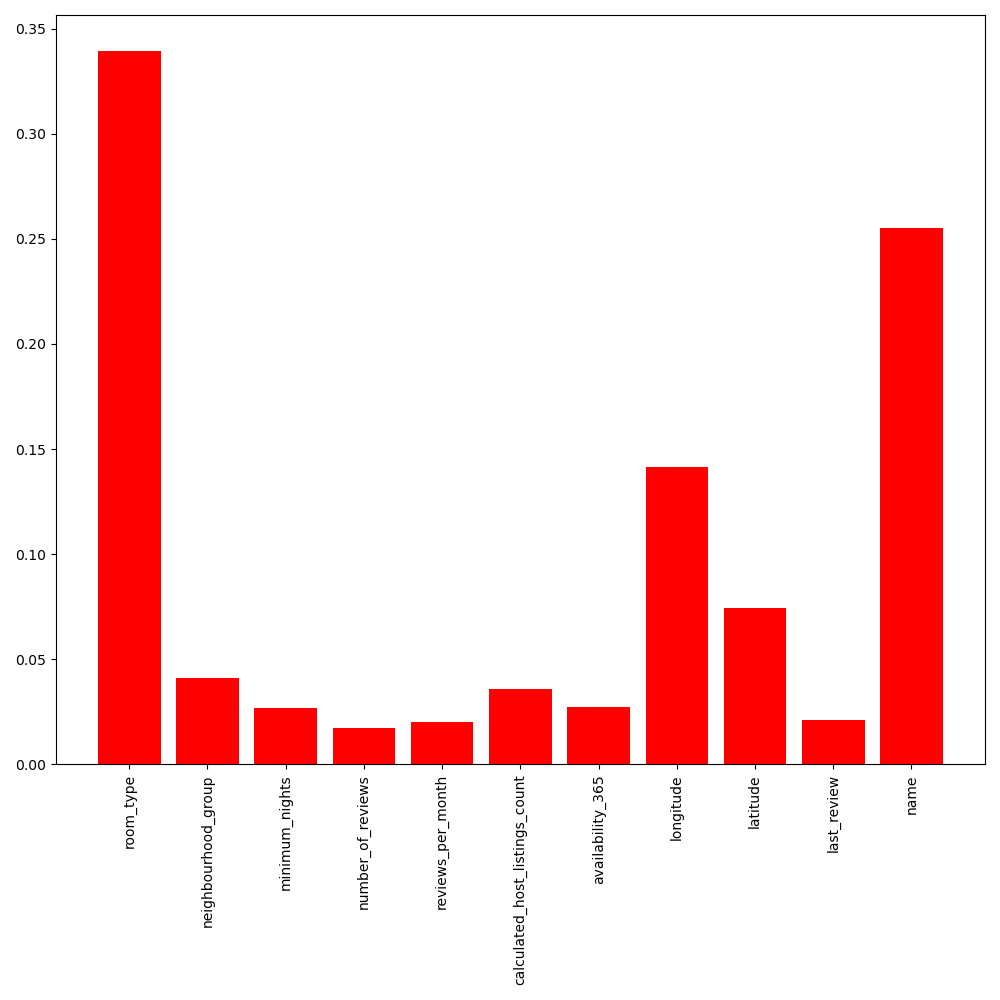 0.35
0.30
0.25
0.20
0.15
0.10
0.05
0.00
room_type
neighbourhood_group
minimum_nights
number_of_reviews
reviews_per_month
calculated_host_listings_count
availability_365
longitude
latitude
last_review
name